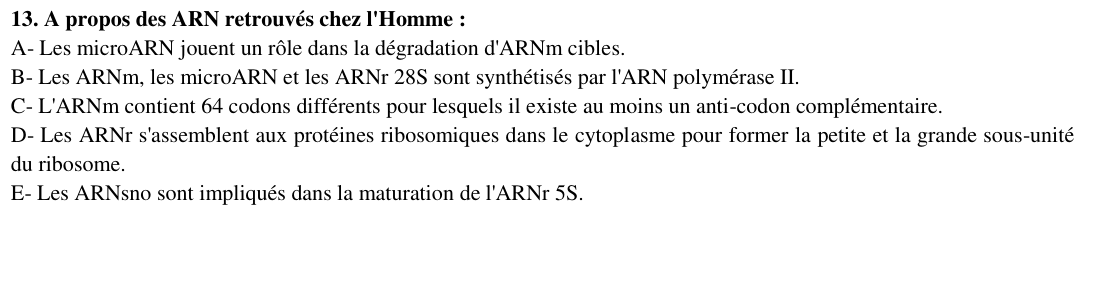 13. A propos des ARN retrouvés chez l'Homme :
A- Les microARN jouent un rôle dans la dégradation d'ARNm cibles.
B- Les ARNm, les microARN et les ARNr 28S sont synthétisés par l'ARN polymérase II.
C- L'ARNm contient 64 codons différents pour lesquels il existe au moins un anti-codon complémentaire.
D- Les ARNr s'assemblent aux protéines ribosomiques dans le cytoplasme pour former la petite et la grande sous-unité
du ribosome.
E- Les ARNsno sont impliqués dans la maturation de l'ARNr 5S.